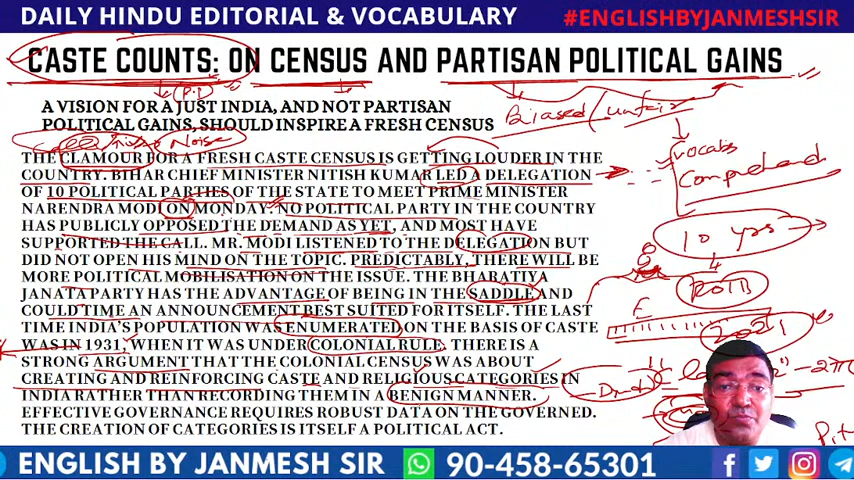 DAILY HINDU EDITORIAL & VOCABULARY
#ENGLISHBYJANMESHSIR
CASTE COUNTS: ON CENSUS AND PARTISAN POLITICAL GAINS
(P.P)
A VISION FOR A JUST INDIA, AND NOT PARTISAN
POLITICAL GAINS, SHOULD INSPIRE A FRESH CENSUS
Biased/unfair
Noise
vocabs
Comprehend
THE CLAMOUR FOR A FRESH CASTE CENSUS IS GETTING LOUDER IN THE
COUNTRY. BIHAR CHIEF MINISTER NITISH KUMAR LED A DELEGATION
OF 10 POLITICAL PARTIES OF THE STATE TO MEET PRIME MINISTER
NARENDRA MODI ON MONDAY. NO POLITICAL PARTY IN THE COUNTRY
HAS PUBLICLY OPPOSED THE DEMAND AS YET, AND MOST HAVE
SUPPORTED THE CALL. MR. MODI LISTENED TO THE DELEGATION BUT
DID NOT OPEN HIS MIND ON THE TOPIC. PREDICTABLY, THERE WILL BE
MORE POLITICAL MOBILISATION ON THE ISSUE. THE BHARATIYA
JANATA PARTY HAS THE ADVANTAGE OF BEING IN THE SADDLE AND
COULD TIME AN ANNOUNCEMENT BEST SUITED FOR ITSELF. THE LAST
TIME INDIA'S POPULATION WAS ENUMERATED ON THE BASIS OF CASTE
WAS IN 1931, WHEN IT WAS UNDER COLONIAL RULE. THERE IS A
STRONG ARGUMENT THAT THE COLONIAL CENSUS WAS ABOUT
CREATING AND REINFORCING CASTE AND RELIGIOUS CATEGORIES IN
INDIA RATHER THAN RECORDING THEM IN A BENIGN MANNER.
EFFECTIVE GOVERNANCE REQUIRES ROBUST DATA ON THE GOVERNED.
THE CREATION OF CATEGORIES IS ITSELF A POLITICAL ACT.
10 yrs
2021
ENGLISH BY JANMESH SIR
90-458-65301